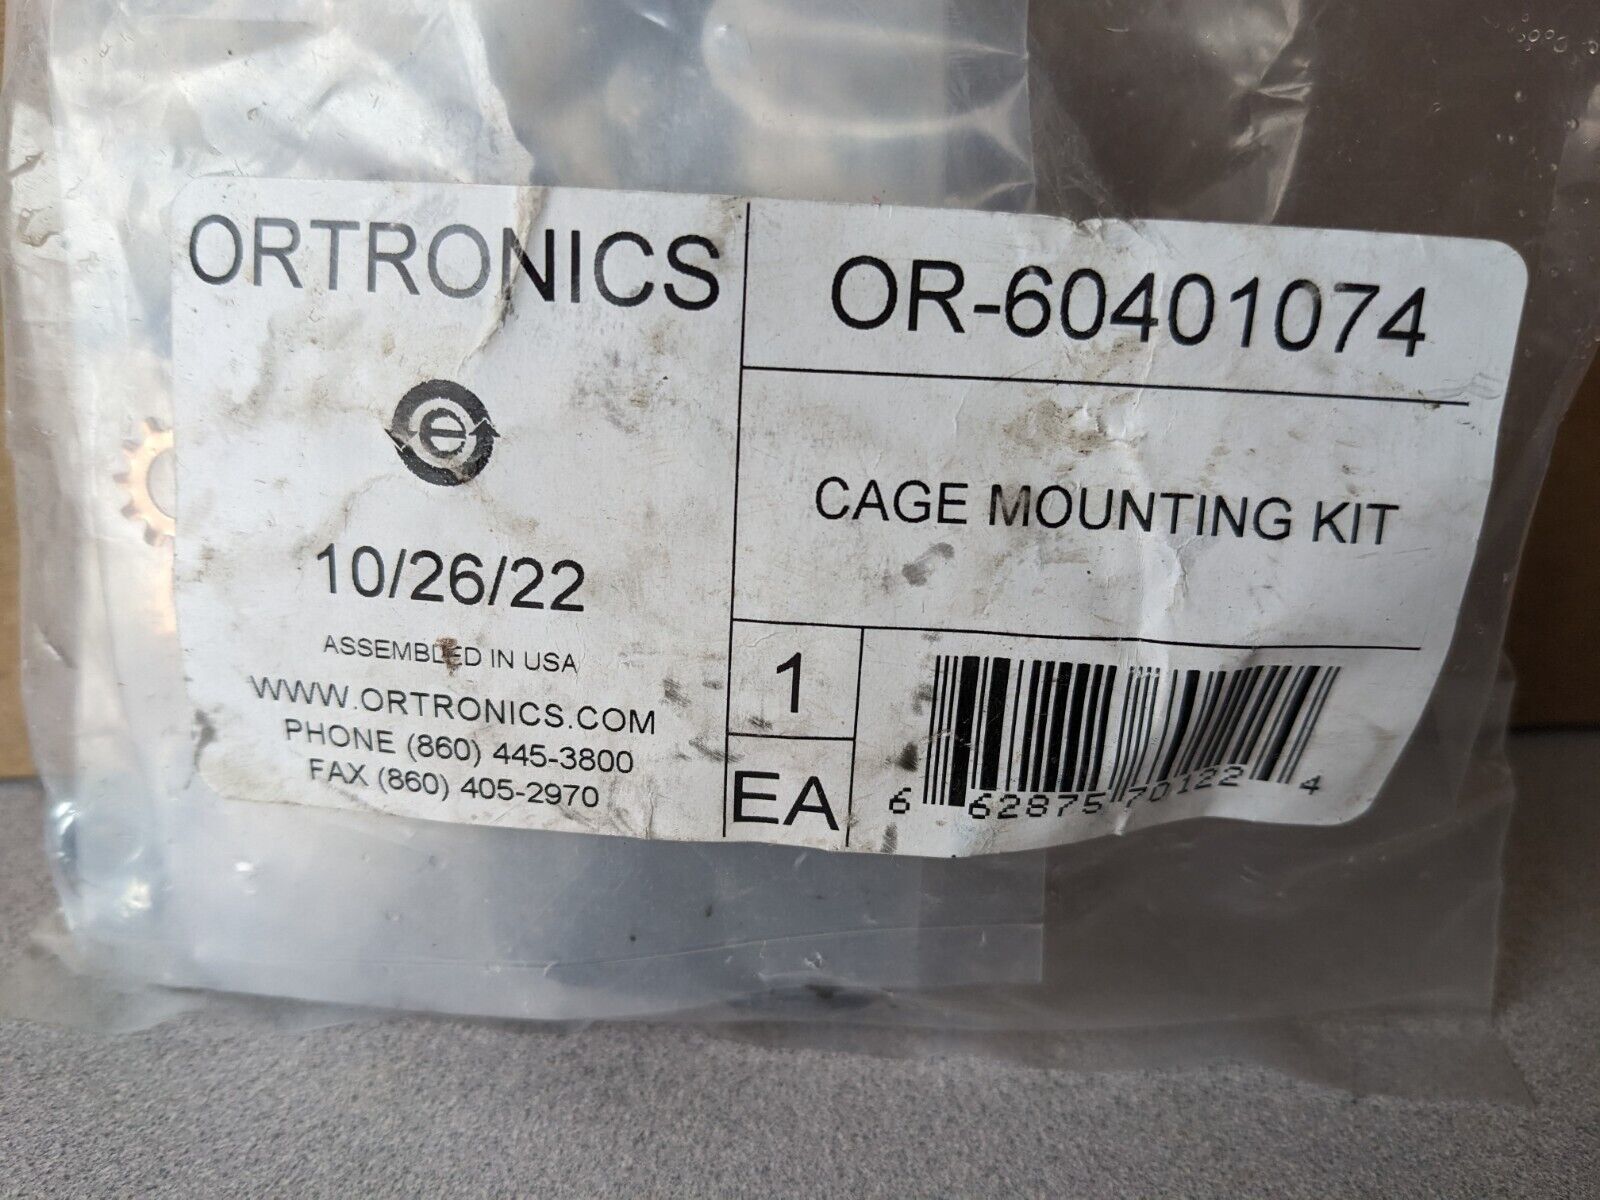 ORTRONICS
e
10/26/22
ASSEMBLED IN USA
WWW.ORTRONICS.COM
PHONE (860) 445-3800
FAX (860) 405-2970
OR-60401074
CAGE MOUNTING KIT
1
EA
6 62875 70122 4